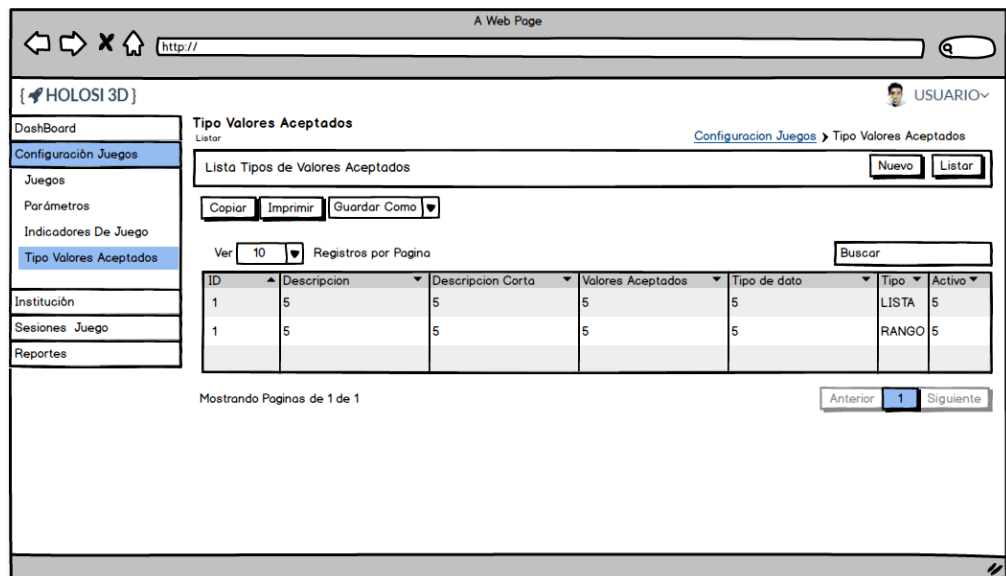 A Web Page
http://
{ HOLOSI 3D }
USUARIO
DashBoard
Configuración Juegos
Juegos
Parámetros
Indicadores De Juego
Tipo Valores Aceptados
Institución
Sesiones Juego
Reportes
Tipo Valores Aceptados
Listar
Configuracion Juegos > Tipo Valores Aceptados
Lista Tipos de Valores Aceptados
Nuevo Listar
Copiar Imprimir Guardar Como
Ver 10 Registros por Pagina
Buscar
ID Descripcion Descripcion Corta Valores Aceptados Tipo de dato Tipo Activo
1 5 5 5 5 LISTA 5
1 5 5 5 5 RANGO 5
Mostrando Paginas de 1 de 1
Anterior 1 Siguiente